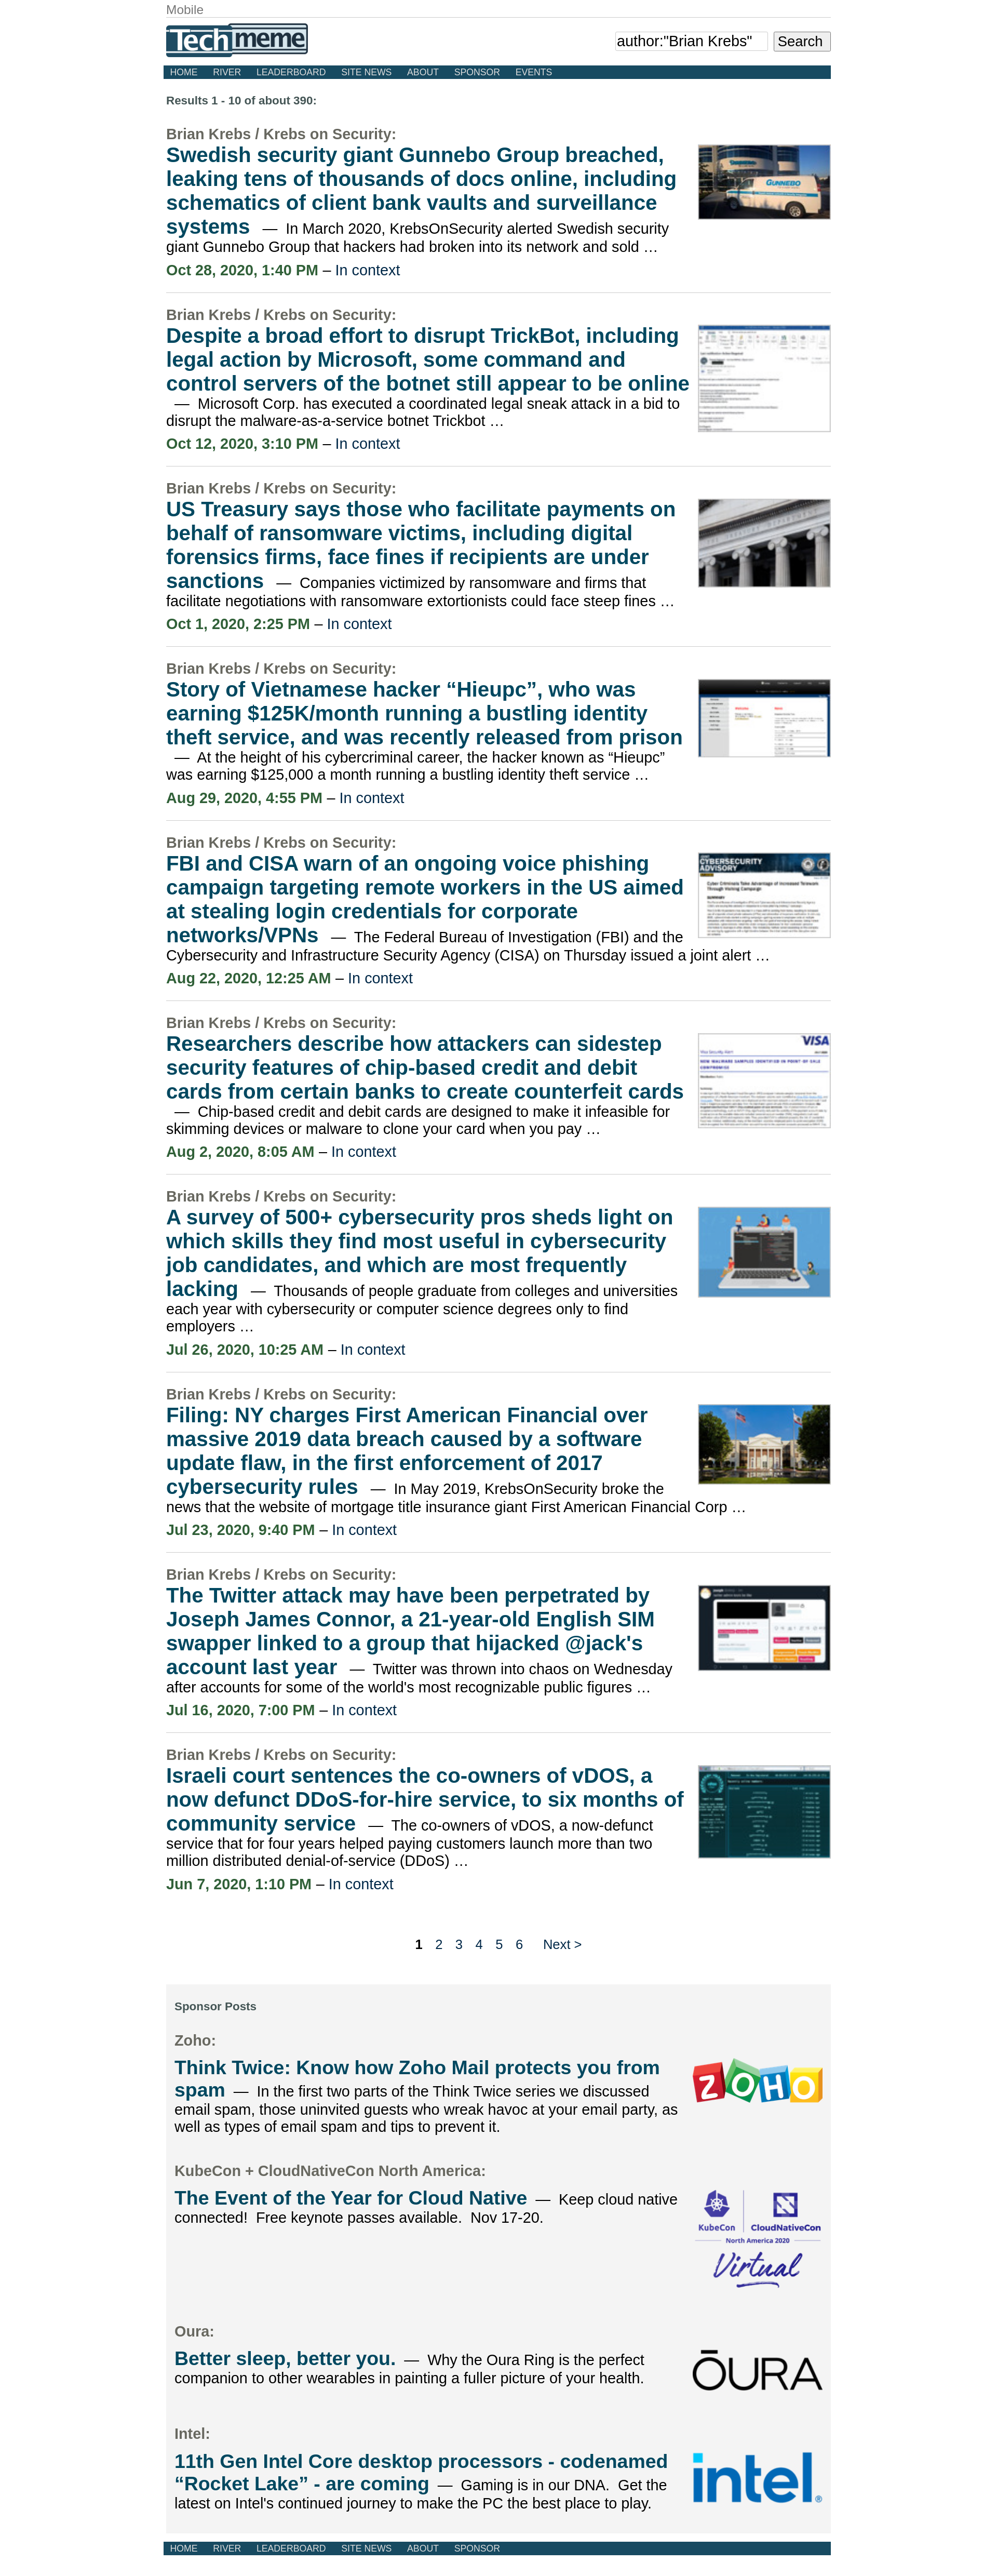 Mobile
Techmeme
author:"Brian Krebs"
Search
HOME RIVER LEADERBOARD SITE NEWS ABOUT SPONSOR EVENTS
Results 1 - 10 of about 390:
Brian Krebs / Krebs on Security:
Swedish security giant Gunnebo Group breached,
leaking tens of thousands of docs online, including
schematics of client bank vaults and surveillance
systems — In March 2020, KrebsOnSecurity alerted Swedish security
giant Gunnebo Group that hackers had broken into its network and sold …
GUNNEBO
Oct 28, 2020, 1:40 PM – In context
Brian Krebs / Krebs on Security:
Despite a broad effort to disrupt TrickBot, including
legal action by Microsoft, some command and
control servers of the botnet still appear to be online
— Microsoft Corp. has executed a coordinated legal sneak attack in a bid to
disrupt the malware-as-a-service botnet Trickbot …
Oct 12, 2020, 3:10 PM – In context
Brian Krebs / Krebs on Security:
US Treasury says those who facilitate payments on
behalf of ransomware victims, including digital
forensics firms, face fines if recipients are under
sanctions — Companies victimized by ransomware and firms that
facilitate negotiations with ransomware extortionists could face steep fines …
Oct 1, 2020, 2:25 PM – In context
Brian Krebs / Krebs on Security:
Story of Vietnamese hacker “Hieupc”, who was
earning $125K/month running a bustling identity
theft service, and was recently released from prison
— At the height of his cybercriminal career, the hacker known as “Hieupc”
was earning $125,000 a month running a bustling identity theft service …
Aug 29, 2020, 4:55 PM – In context
Brian Krebs / Krebs on Security:
FBI and CISA warn of an ongoing voice phishing
campaign targeting remote workers in the US aimed
at stealing login credentials for corporate
networks/VPNs — The Federal Bureau of Investigation (FBI) and the
Cybersecurity and Infrastructure Security Agency (CISA) on Thursday issued a joint alert …
CYBERSECURITY
ADVISORY
Cyber Criminals Take Advantage of Increased Telework
Through Vishing Campaign
SUMMARY
Aug 22, 2020, 12:25 AM – In context
Brian Krebs / Krebs on Security:
Researchers describe how attackers can sidestep
security features of chip-based credit and debit
cards from certain banks to create counterfeit cards
— Chip-based credit and debit cards are designed to make it infeasible for
skimming devices or malware to clone your card when you pay …
VISA
Visa Security Alert
NEW MALWARE SAMPLES IDENTIFIED IN POINT-OF-SALE
COMPROMISES
Aug 2, 2020, 8:05 AM – In context
Brian Krebs / Krebs on Security:
A survey of 500+ cybersecurity pros sheds light on
which skills they find most useful in cybersecurity
job candidates, and which are most frequently
lacking — Thousands of people graduate from colleges and universities
each year with cybersecurity or computer science degrees only to find
employers …
Jul 26, 2020, 10:25 AM – In context
Brian Krebs / Krebs on Security:
Filing: NY charges First American Financial over
massive 2019 data breach caused by a software
update flaw, in the first enforcement of 2017
cybersecurity rules — In May 2019, KrebsOnSecurity broke the
news that the website of mortgage title insurance giant First American Financial Corp …
Jul 23, 2020, 9:40 PM – In context
Brian Krebs / Krebs on Security:
The Twitter attack may have been perpetrated by
Joseph James Connor, a 21-year-old English SIM
swapper linked to a group that hijacked @jack's
account last year — Twitter was thrown into chaos on Wednesday
after accounts for some of the world's most recognizable public figures …
Jul 16, 2020, 7:00 PM – In context
Brian Krebs / Krebs on Security:
Israeli court sentences the co-owners of vDOS, a
now defunct DDoS-for-hire service, to six months of
community service — The co-owners of vDOS, a now-defunct
service that for four years helped paying customers launch more than two
million distributed denial-of-service (DDoS) …
Jun 7, 2020, 1:10 PM – In context
1 2 3 4 5 6 Next >
Sponsor Posts
Zoho:
Think Twice: Know how Zoho Mail protects you from
spam — In the first two parts of the Think Twice series we discussed
email spam, those uninvited guests who wreak havoc at your email party, as
well as types of email spam and tips to prevent it.
ZOHO
KubeCon + CloudNativeCon North America:
The Event of the Year for Cloud Native — Keep cloud native
connected! Free keynote passes available. Nov 17-20.
KubeCon CloudNativeCon
North America 2020
Virtual
Oura:
Better sleep, better you. — Why the Oura Ring is the perfect
companion to other wearables in painting a fuller picture of your health.
ŌURA
Intel:
11th Gen Intel Core desktop processors - codenamed
“Rocket Lake” - are coming — Gaming is in our DNA. Get the
latest on Intel's continued journey to make the PC the best place to play.
intel®
HOME RIVER LEADERBOARD SITE NEWS ABOUT SPONSOR